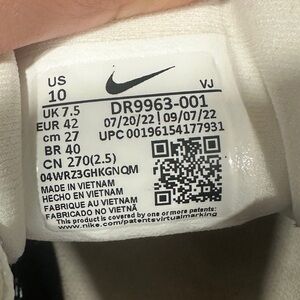 US
10
VJ
UK 7.5
DR9963-001
EUR 42
07/20/22 | 09/07/22
cm 27
UPC 00196154177931
BR 40
CN 270(2.5)
04WRZ3GHKGNQM
MADE IN VIETNAM
HECHO EN VIETNAM
FABRIQUE AU VIETNAM
FABRICADO NO VIETNÃ
This product is covered by one or more patents:
www.nike.com/patentsvirtualmarking